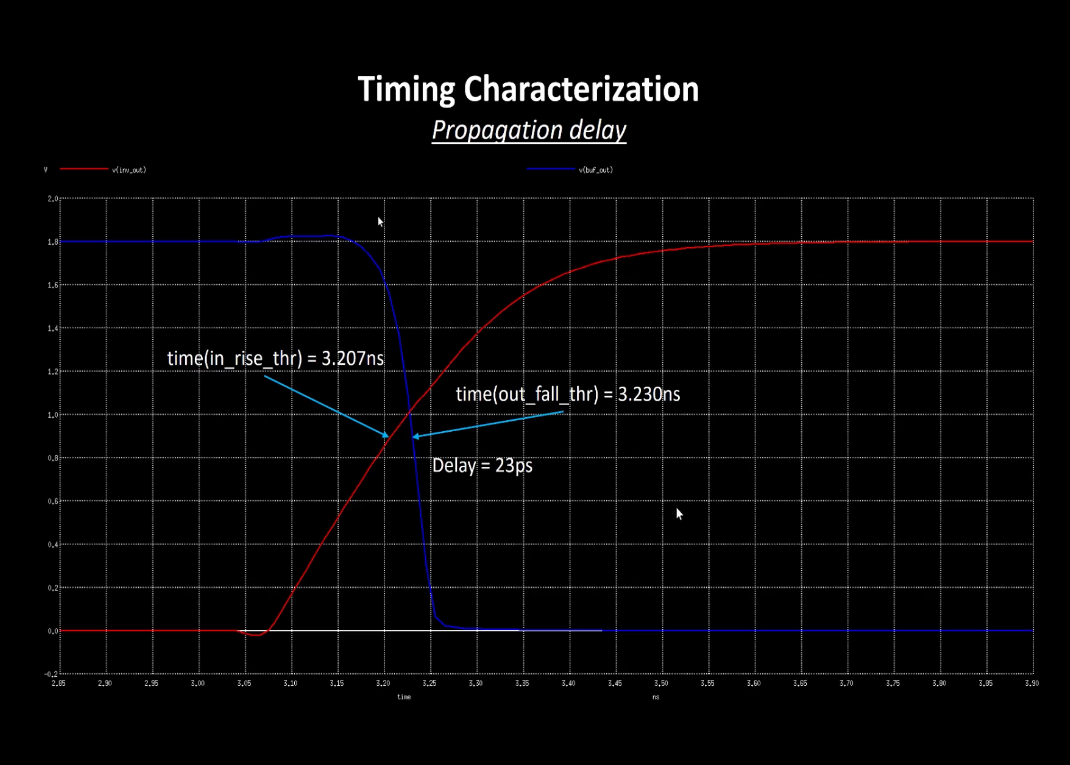 Timing Characterization
Propagation delay
V v(inv_out) v(buf_out)
2.0
1.8
1.6
1.4
time(in_rise_thr) = 3.207ns
1.2
time(out_fall_thr) = 3.230ns
1.0
0.8
Delay = 23ps
0.6
0.4
0.2
0.0
-0.2
2.85 2.90 2.95 3.00 3.05 3.10 3.15 3.20 3.25 3.30 3.35 3.40 3.45 3.50 3.55 3.60 3.65 3.70 3.75 3.80 3.85 3.90
time ns